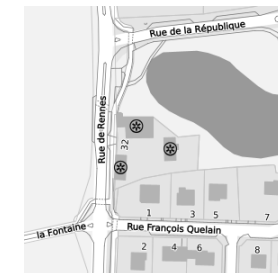 Rue de la République
Rue de Rennes
32
1
3
5
7
la Fontaine
Rue François Quelain
2
4
6
8